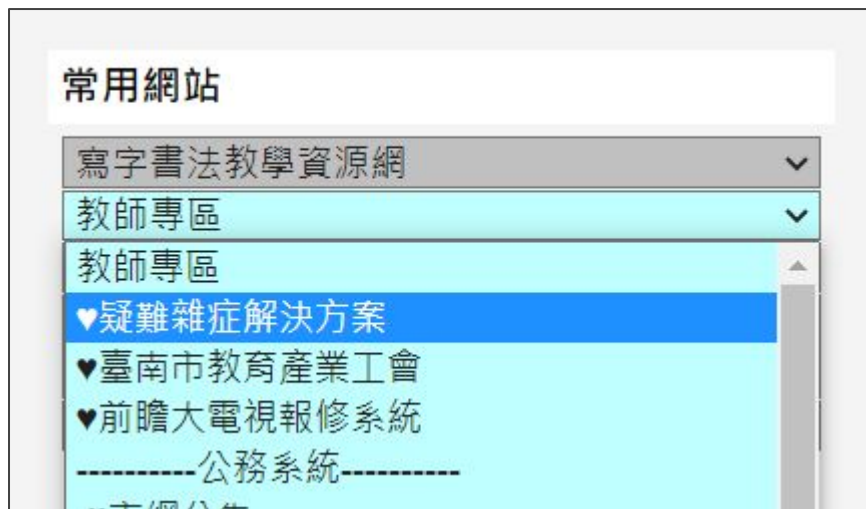 常用網站
寫字書法教學資源網
教師專區
教師專區
♥疑難雜症解決方案
♥臺南市教育產業工會
♥前瞻大電視報修系統
----------公務系統----------